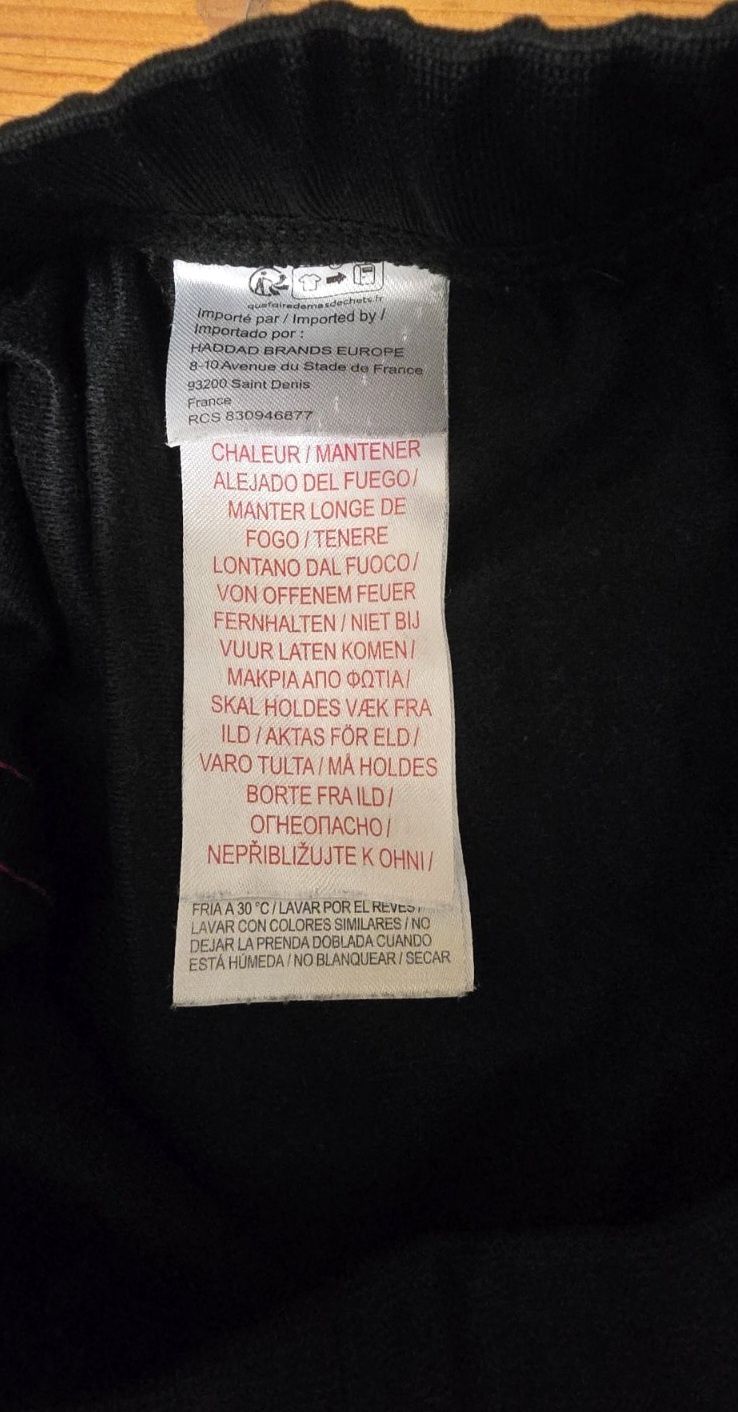 quefairedemesdechets.fr
Importé par / Imported by /
Importado por :
HADDAD BRANDS EUROPE
8-10 Avenue du Stade de France
93200 Saint Denis
France
RCS 830946877
CHALEUR / MANTENER
ALEJADO DEL FUEGO /
MANTER LONGE DE
FOGO / TENERE
LONTANO DAL FUOCO /
VON OFFENEM FEUER
FERNHALTEN / NIET BIJ
VUUR LATEN KOMEN /
ΜΑΚΡΙΑ ΑΠΟ ΦΩΤΙΑ /
SKAL HOLDES VÆK FRA
ILD / AKTAS FÖR ELD /
VARO TULTA / MÅ HOLDES
BORTE FRA ILD /
ОГНЕОПАСНО /
NEPŘIBLIŽUJTE K OHNI /
FRIA A 30 °C / LAVAR POR EL REVES /
LAVAR CON COLORES SIMILARES / NO
DEJAR LA PRENDA DOBLADA CUANDO
ESTÁ HÚMEDA / NO BLANQUEAR / SECAR